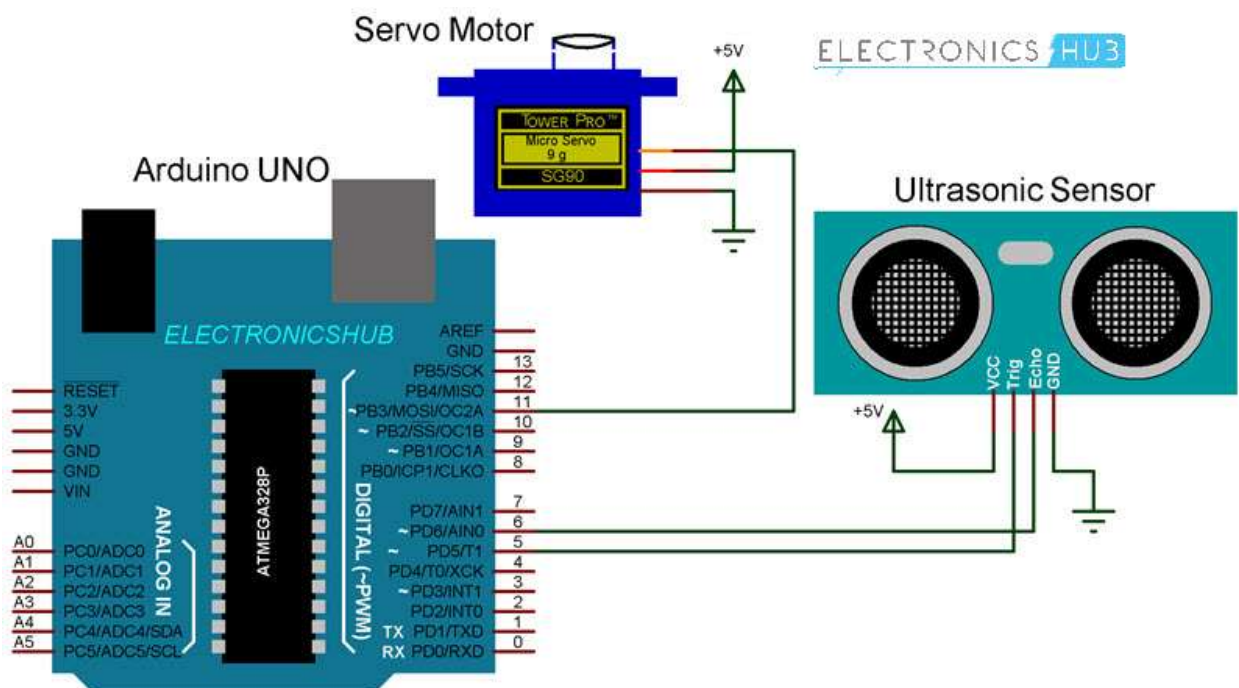 Servo Motor
+5V
ELECTRONICS HUB
TOWER PRO™
Micro Servo
9 g
SG90
Arduino UNO
Ultrasonic Sensor
ELECTRONICSHUB
VCC
Trig
Echo
GND
+5V
RESET
3.3V
5V
GND
GND
VIN
A0 PC0/ADC0
A1 PC1/ADC1
A2 PC2/ADC2
A3 PC3/ADC3
A4 PC4/ADC4/SDA
A5 PC5/ADC5/SCL
ANALOG IN
ATMEGA328P
DIGITAL (~PWM)
AREF
GND
PB5/SCK 13
PB4/MISO 12
~PB3/MOSI/OC2A 11
~ PB2/SS/OC1B 10
~ PB1/OC1A 9
PB0/ICP1/CLKO 8
PD7/AIN1 7
~PD6/AIN0 6
~ PD5/T1 5
PD4/T0/XCK 4
~PD3/INT1 3
PD2/INT0 2
TX PD1/TXD 1
RX PD0/RXD 0